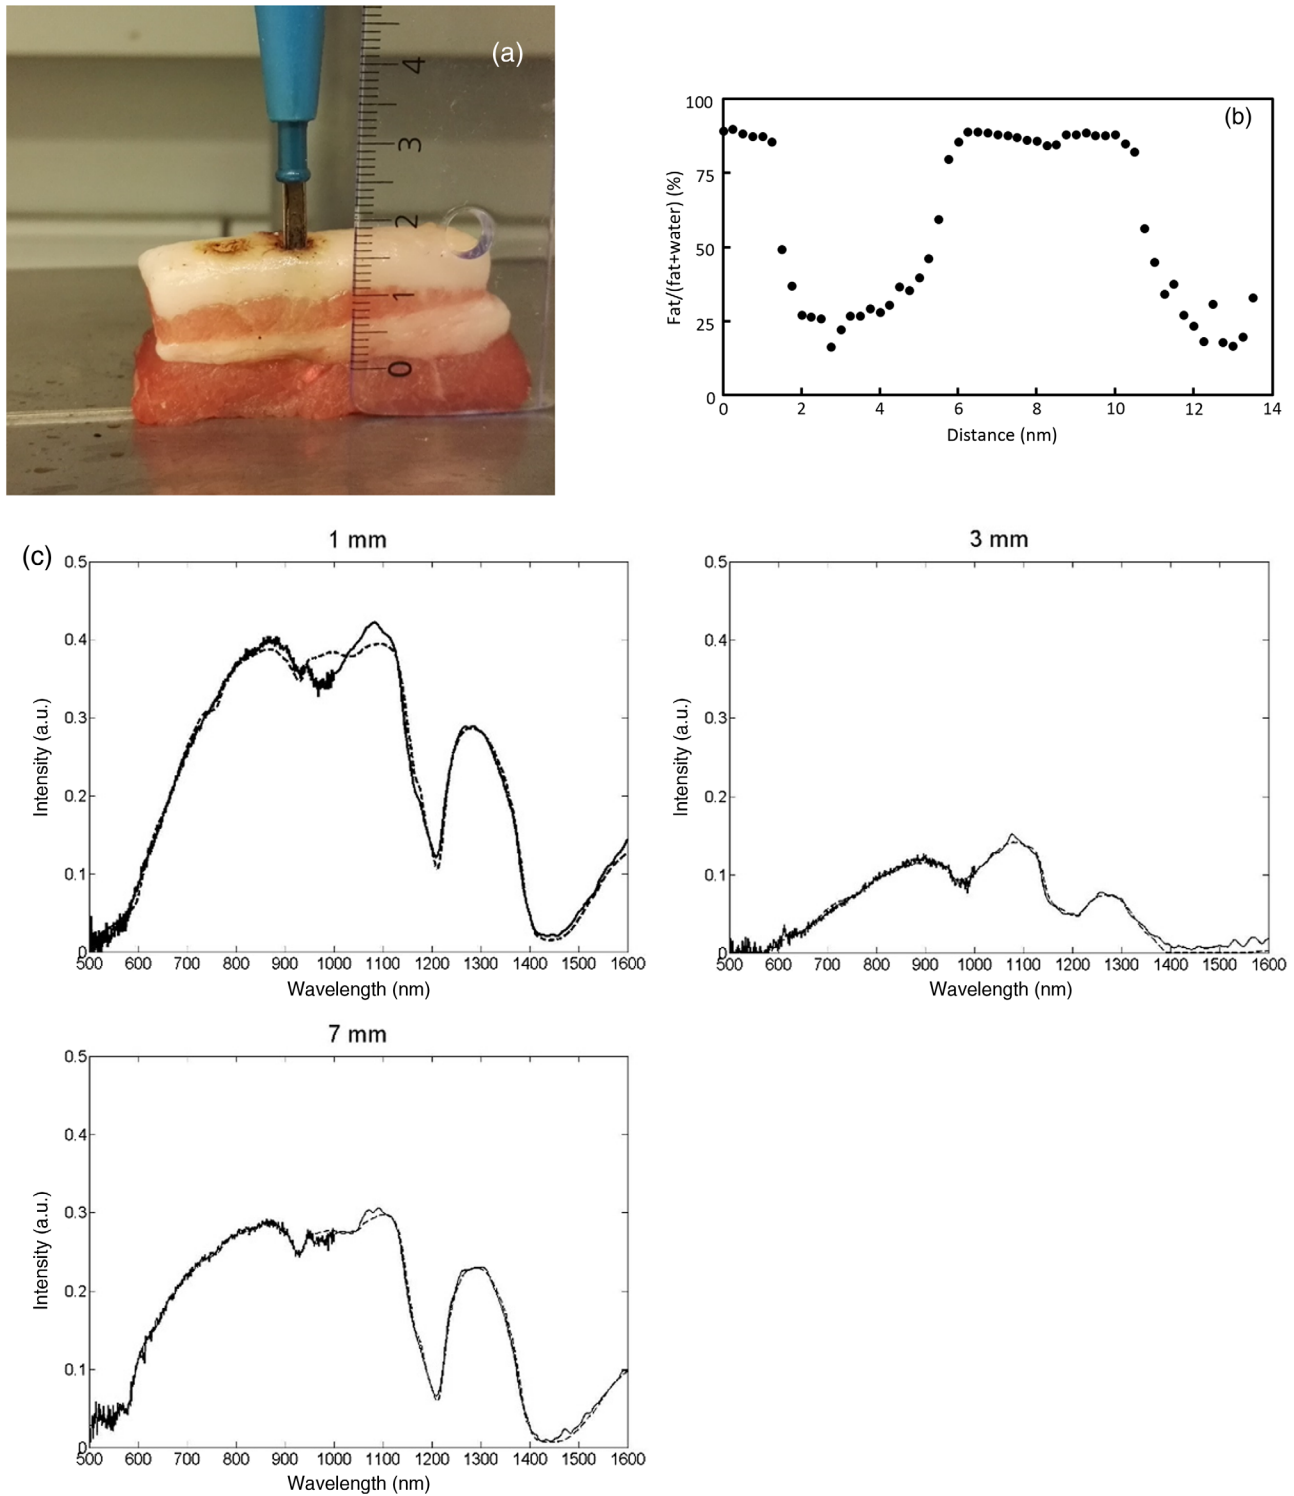 (a)
4
3
2
1
0
(b)
100
75
50
25
0
Fat/(fat+water) (%)
0 2 4 6 8 10 12 14
Distance (nm)
(c)
1 mm
0.5
0.4
0.3
0.2
0.1
0
Intensity (a.u.)
500 600 700 800 900 1000 1100 1200 1300 1400 1500 1600
Wavelength (nm)
3 mm
0.5
0.4
0.3
0.2
0.1
0
Intensity (a.u.)
500 600 700 800 900 1000 1100 1200 1300 1400 1500 1600
Wavelength (nm)
7 mm
0.5
0.4
0.3
0.2
0.1
0
Intensity (a.u.)
500 600 700 800 900 1000 1100 1200 1300 1400 1500 1600
Wavelength (nm)